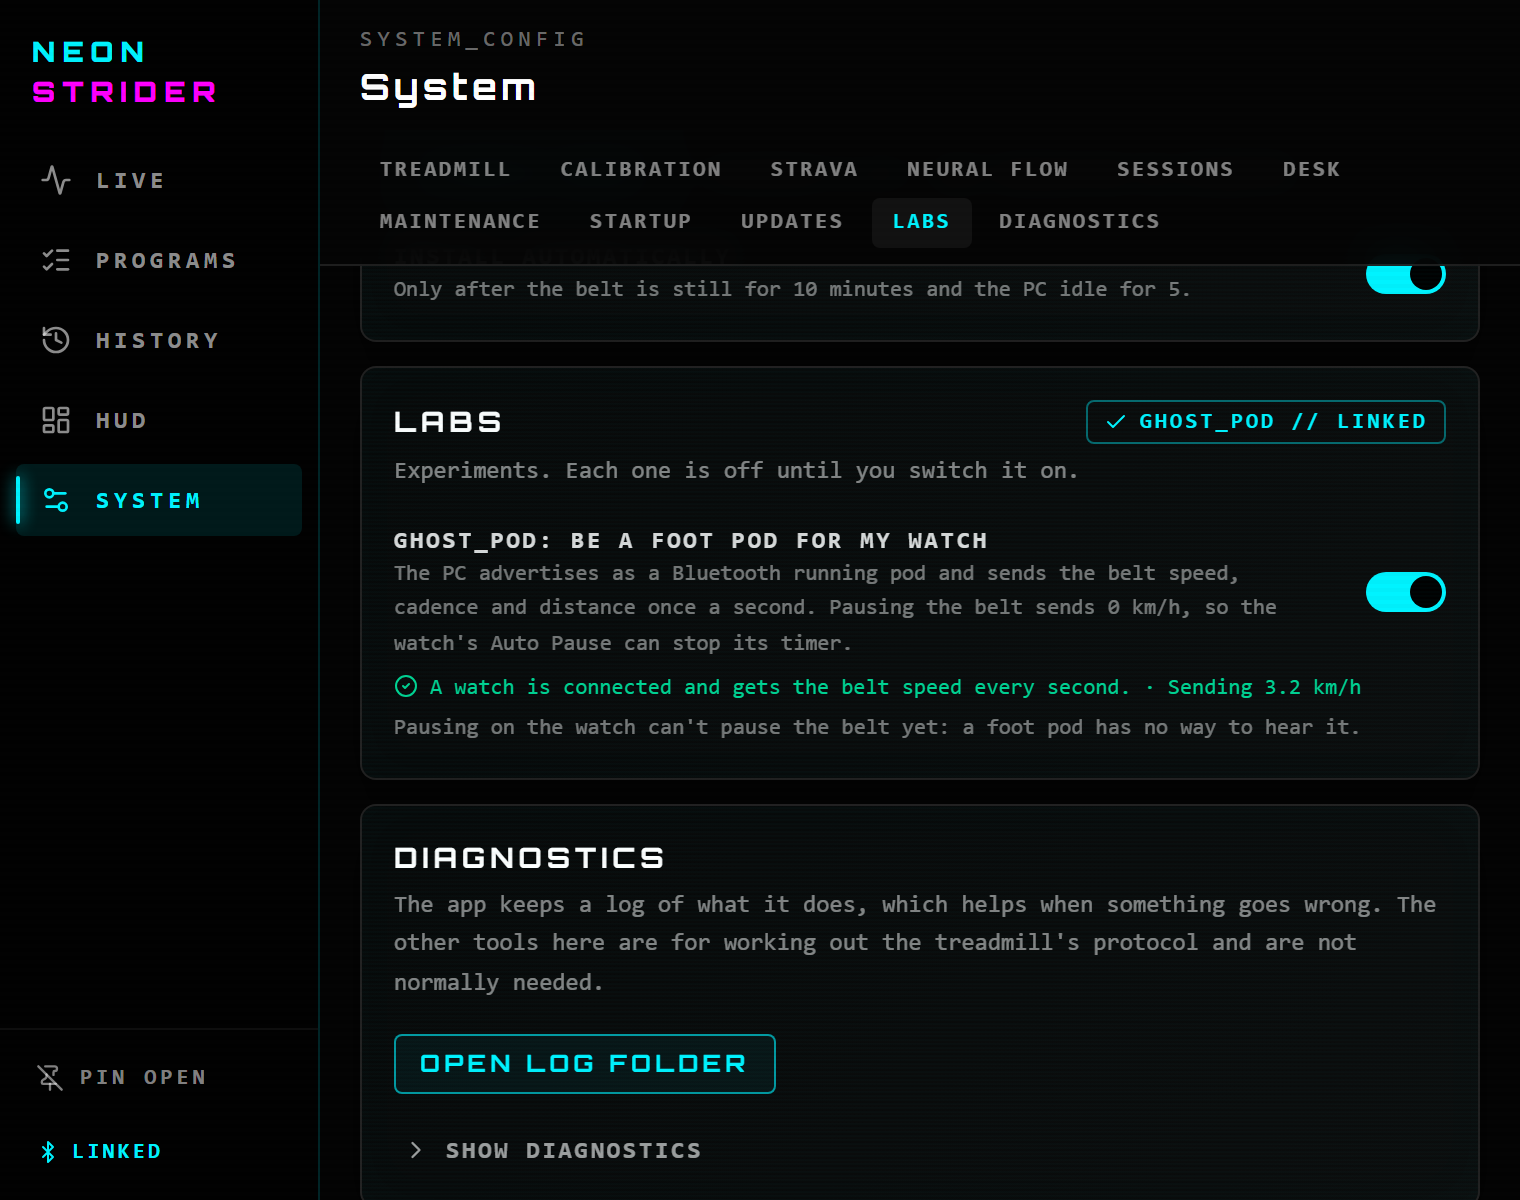 NEON
STRIDER
LIVE
PROGRAMS
HISTORY
HUD
SYSTEM
PIN OPEN
LINKED
SYSTEM_CONFIG
System
TREADMILL CALIBRATION STRAVA NEURAL FLOW SESSIONS DESK
MAINTENANCE STARTUP UPDATES LABS DIAGNOSTICS
INSTALL AUTOMATICALLY
Only after the belt is still for 10 minutes and the PC idle for 5.
LABS
GHOST_POD // LINKED
Experiments. Each one is off until you switch it on.
GHOST_POD: BE A FOOT POD FOR MY WATCH
The PC advertises as a Bluetooth running pod and sends the belt speed,
cadence and distance once a second. Pausing the belt sends 0 km/h, so the
watch's Auto Pause can stop its timer.
A watch is connected and gets the belt speed every second. · Sending 3.2 km/h
Pausing on the watch can't pause the belt yet: a foot pod has no way to hear it.
DIAGNOSTICS
The app keeps a log of what it does, which helps when something goes wrong. The
other tools here are for working out the treadmill's protocol and are not
normally needed.
OPEN LOG FOLDER
SHOW DIAGNOSTICS